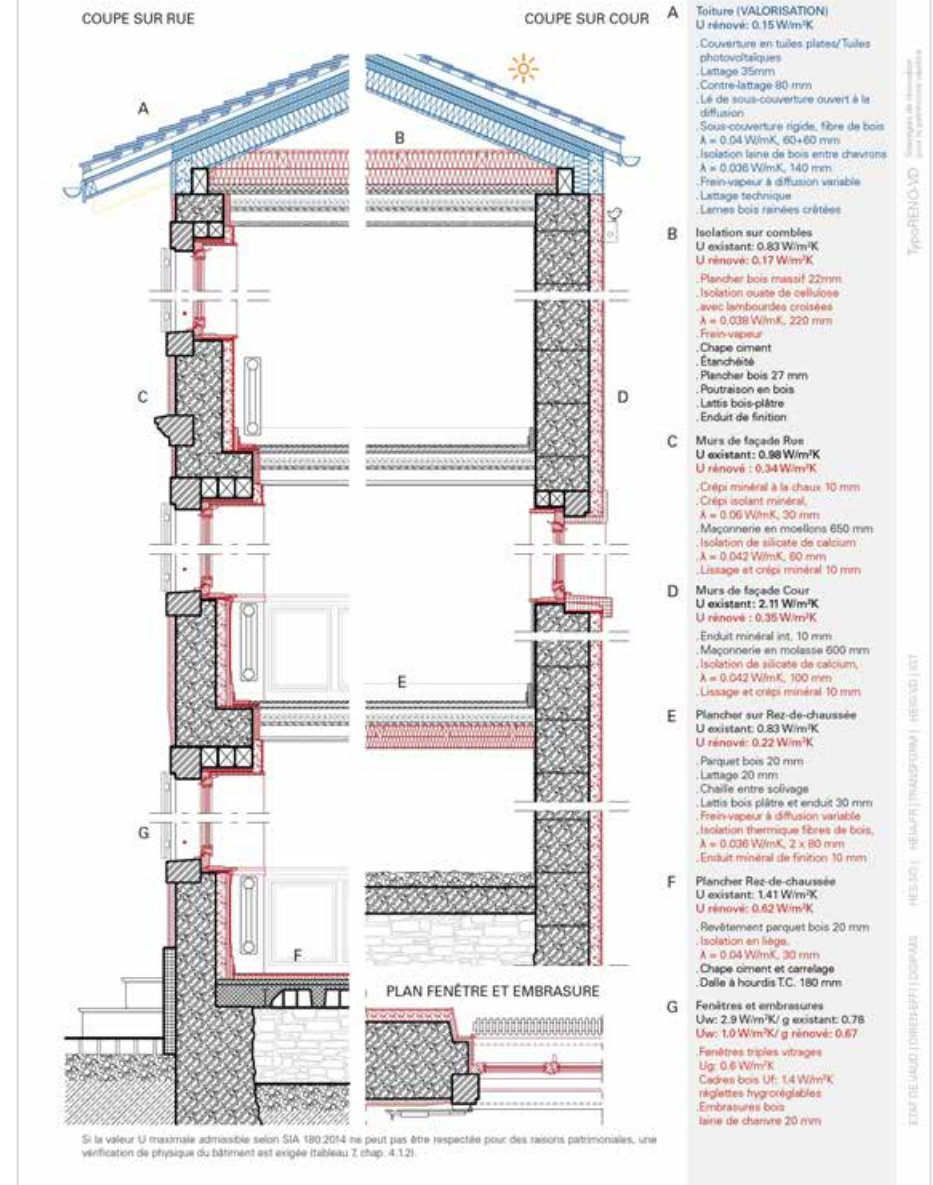 COUPE SUR RUE
COUPE SUR COUR
A
B
C
D
E
G
F
PLAN FENÊTRE ET EMBRASURE
Si la valeur U maximale admissible selon SIA 180:2014 ne peut pas être respectée pour des raisons patrimoniales, une
vérification de physique du bâtiment est exigée (tableau 7, chap. 4.1.2).
A Toiture (VALORISATION)
U rénové: 0.15 W/m²K
.Couverture en tuiles plates/Tuiles
photovoltaïques
.Lattage 35mm
.Contre-lattage 80 mm
.Lé de sous-couverture ouvert à la
diffusion
.Sous-couverture rigide, fibre de bois
λ = 0.04 W/mK, 60+60 mm
.Isolation laine de bois entre chevrons
λ = 0.036 W/mK, 140 mm
.Frein-vapeur à diffusion variable
.Lattage technique
.Lames bois rainées crêtées
B Isolation sur combles
U existant: 0.83 W/m²K
U rénové: 0.17 W/m²K
.Plancher bois massif 22mm
.Isolation ouate de cellulose
.avec lambourdes croisées
λ = 0.038 W/mK, 220 mm
.Frein-vapeur
.Chape ciment
.Étanchéité
.Plancher bois 27 mm
.Poutraison en bois
.Lattis bois-plâtre
.Enduit de finition
C Murs de façade Rue
U existant: 0.98 W/m²K
U rénové : 0.34 W/m²K
.Crépi minéral à la chaux 10 mm
.Crépi isolant minéral,
λ = 0.06 W/mK, 30 mm
.Maçonnerie en moellons 650 mm
.Isolation de silicate de calcium
.λ = 0.042 W/mK, 60 mm
.Lissage et crépi minéral 10 mm
D Murs de façade Cour
U existant: 2.11 W/m²K
U rénové : 0.35 W/m²K
.Enduit minéral int. 10 mm
.Maçonnerie en molasse 600 mm
.Isolation de silicate de calcium,
λ = 0.042 W/mK, 100 mm
.Lissage et crépi minéral 10 mm
E Plancher sur Rez-de-chaussée
U existant: 0.83 W/m²K
U rénové: 0.22 W/m²K
.Parquet bois 20 mm
.Lattage 20 mm
.Chaille entre solivage
.Lattis bois plâtre et enduit 30 mm
.Frein-vapeur à diffusion variable
.Isolation thermique fibres de bois,
λ = 0.036 W/mK, 2 x 80 mm
.Enduit minéral de finition 10 mm
F Plancher Rez-de-chaussée
U existant: 1.41 W/m²K
U rénové: 0.62 W/m²K
.Revêtement parquet bois 20 mm
.Isolation en liège,
λ = 0.04 W/mK, 30 mm
.Chape ciment et carrelage
.Dalle à hourdis T.C. 180 mm
G Fenêtres et embrasures
Uw: 2.9 W/m²K/ g existant: 0.78
Uw: 1.0 W/m²K/ g rénové: 0.67
.Fenêtres triples vitrages
Ug: 0.6 W/m²K
Cadres bois Uf: 1.4 W/m²K
réglettes hygroréglables
.Embrasures bois
laine de chanvre 20 mm
TypoRENO-VD
ETAT DE VAUD | DIREN-EFFI | DGIP-MS HES-SO | HEIA-FR | TRANSFORM | HEIG-VD | IGT